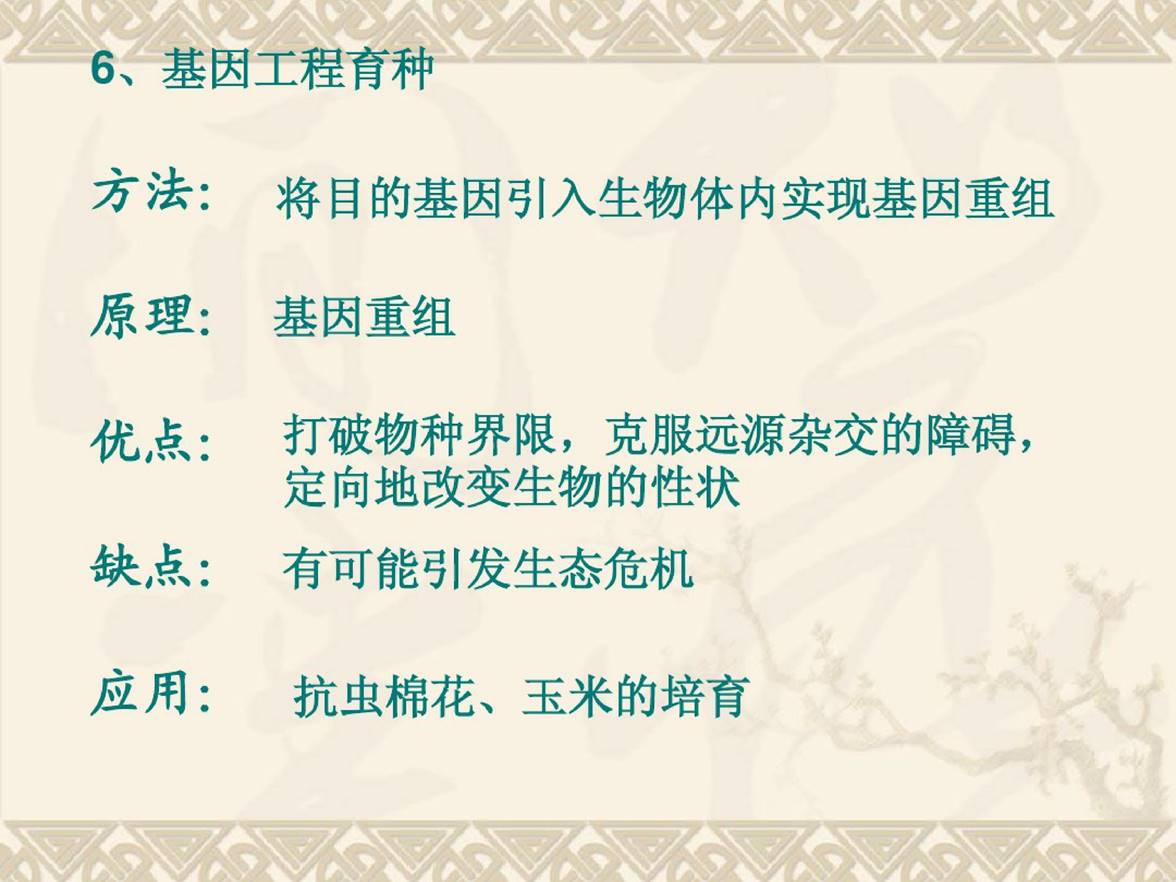 6、基因工程育种
方法： 将目的基因引入生物体内实现基因重组
原理： 基因重组
优点： 打破物种界限，克服远源杂交的障碍，
定向地改变生物的性状
缺点： 有可能引发生态危机
应用： 抗虫棉花、玉米的培育